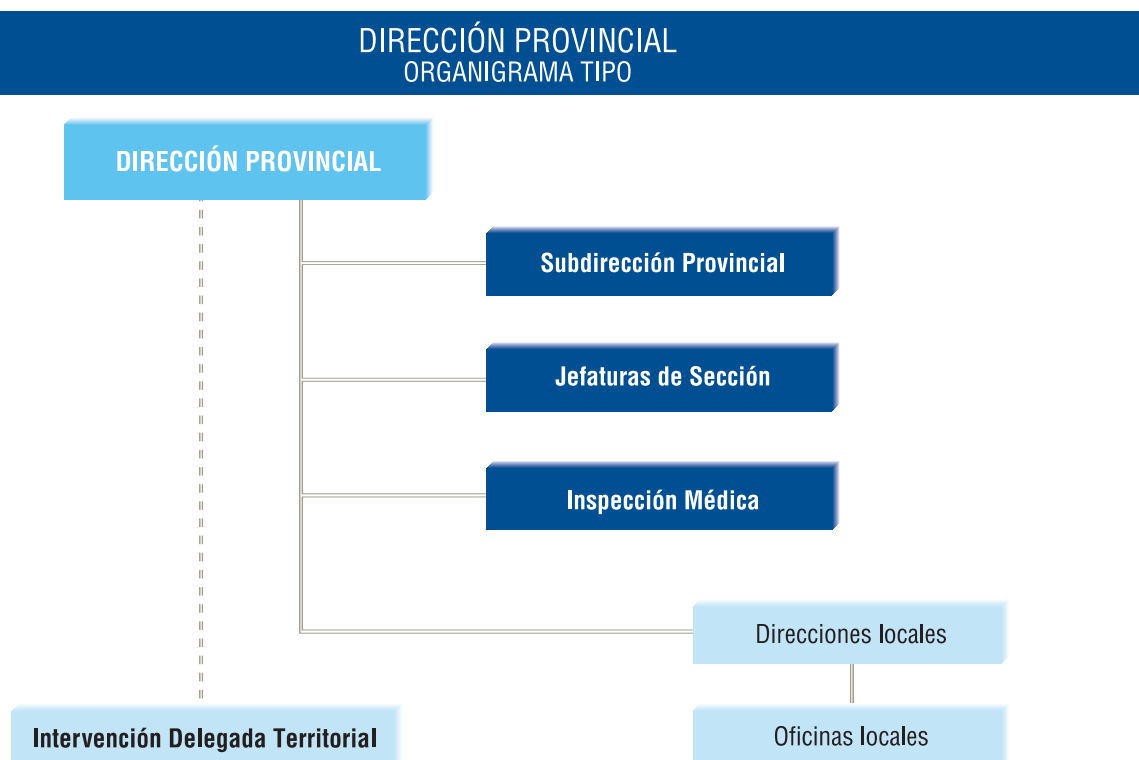 DIRECCIÓN PROVINCIAL
ORGANIGRAMA TIPO
DIRECCIÓN PROVINCIAL
Subdirección Provincial
Jefaturas de Sección
Inspección Médica
Direcciones locales
Intervención Delegada Territorial
Oficinas locales